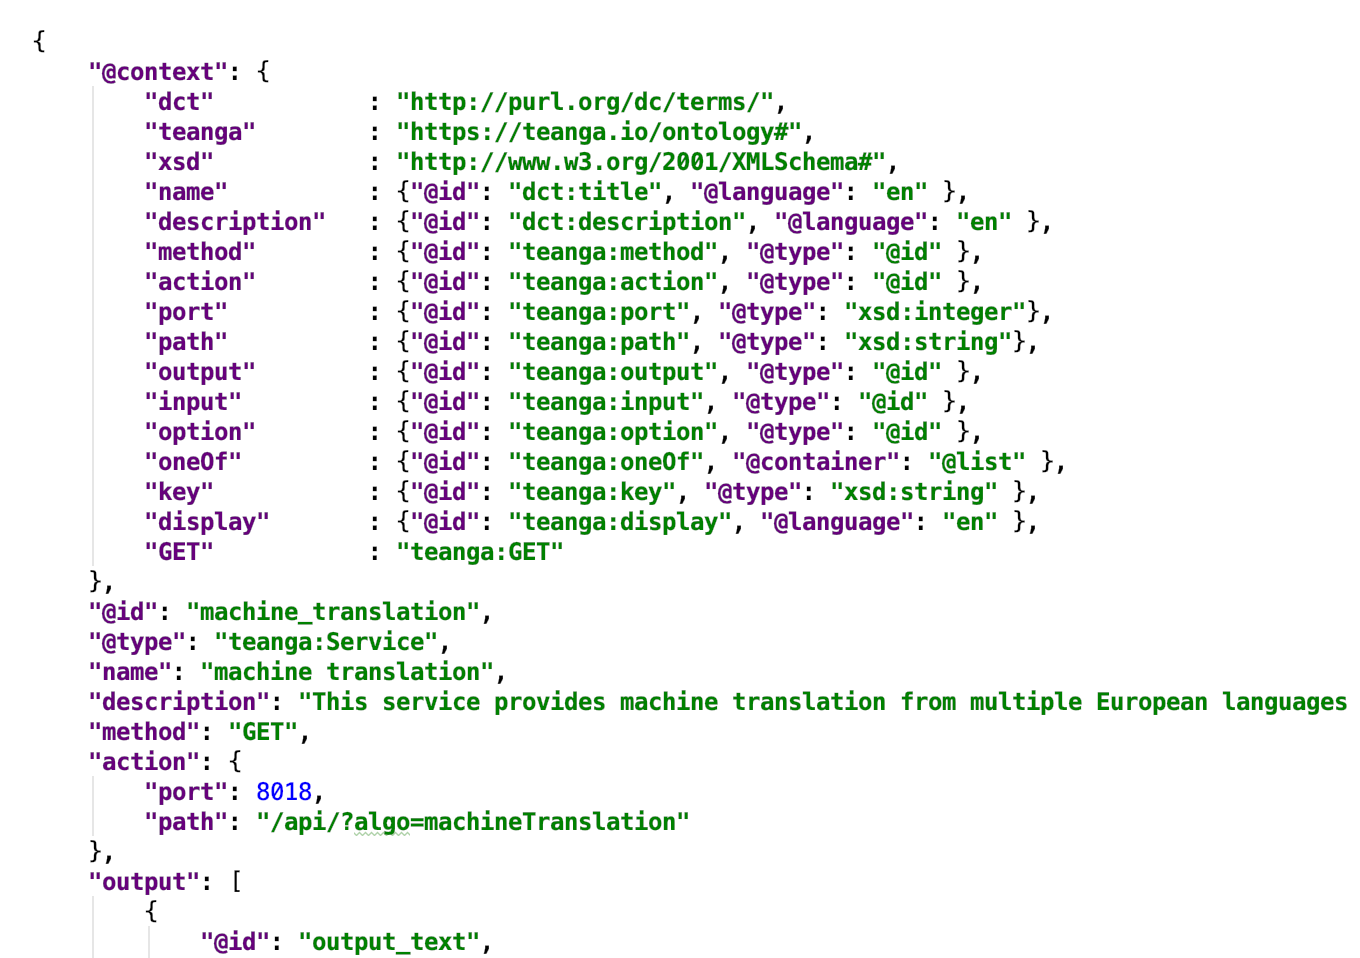 {
    "@context": {
        "dct"           : "http://purl.org/dc/terms/",
        "teanga"        : "https://teanga.io/ontology#",
        "xsd"           : "http://www.w3.org/2001/XMLSchema#",
        "name"          : {"@id": "dct:title", "@language": "en" },
        "description"   : {"@id": "dct:description", "@language": "en" },
        "method"        : {"@id": "teanga:method", "@type": "@id" },
        "action"        : {"@id": "teanga:action", "@type": "@id" },
        "port"          : {"@id": "teanga:port", "@type": "xsd:integer"},
        "path"          : {"@id": "teanga:path", "@type": "xsd:string"},
        "output"        : {"@id": "teanga:output", "@type": "@id" },
        "input"         : {"@id": "teanga:input", "@type": "@id" },
        "option"        : {"@id": "teanga:option", "@type": "@id" },
        "oneOf"         : {"@id": "teanga:oneOf", "@container": "@list" },
        "key"           : {"@id": "teanga:key", "@type": "xsd:string" },
        "display"       : {"@id": "teanga:display", "@language": "en" },
        "GET"           : "teanga:GET"
    },
    "@id": "machine_translation",
    "@type": "teanga:Service",
    "name": "machine translation",
    "description": "This service provides machine translation from multiple European languages
    "method": "GET",
    "action": {
        "port": 8018,
        "path": "/api/?algo=machineTranslation"
    },
    "output": [
        {
            "@id": "output_text",